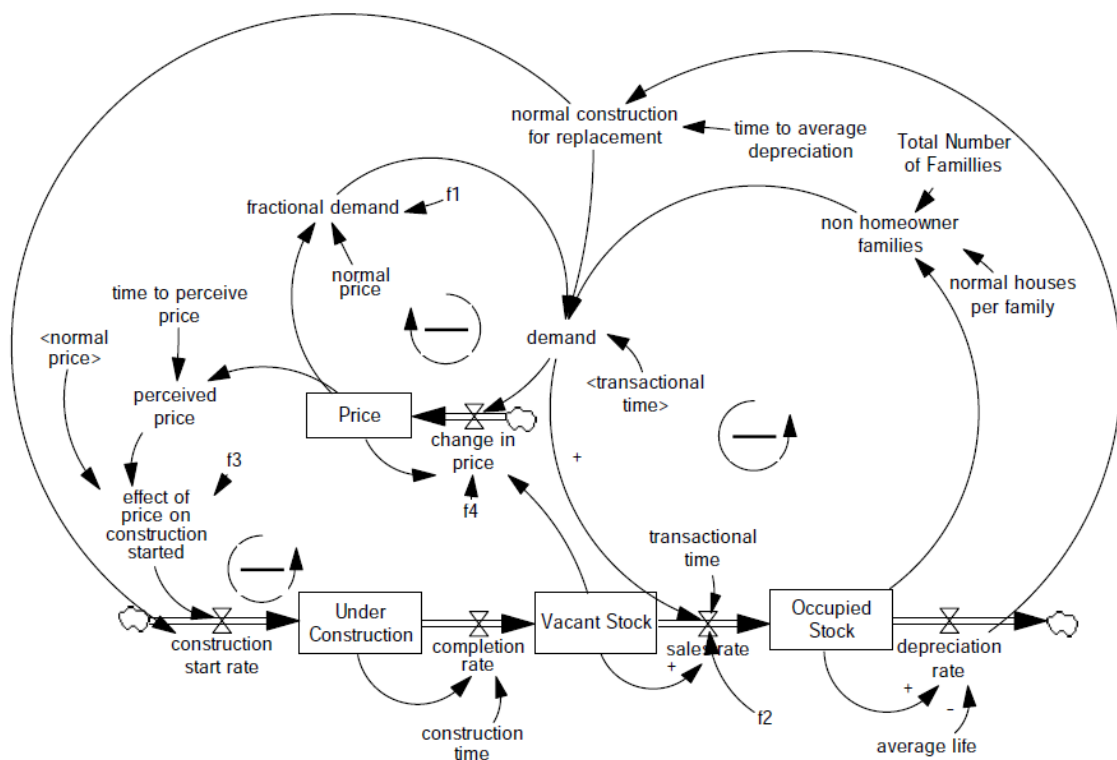 normal construction
for replacement
time to average
depreciation
Total Number
of Famillies
f1
fractional demand
non homeowner
families
normal
price
normal houses
per family
time to perceive
price
<normal
price>
demand
<transactional
time>
perceived
price
Price
change in
price
+
f3
f4
effect of
price on
construction
started
transactional
time
Under
Construction
Vacant Stock
Occupied
Stock
construction
start rate
completion
rate
sales rate
depreciation
rate
+
+
-
f2
construction
time
average life